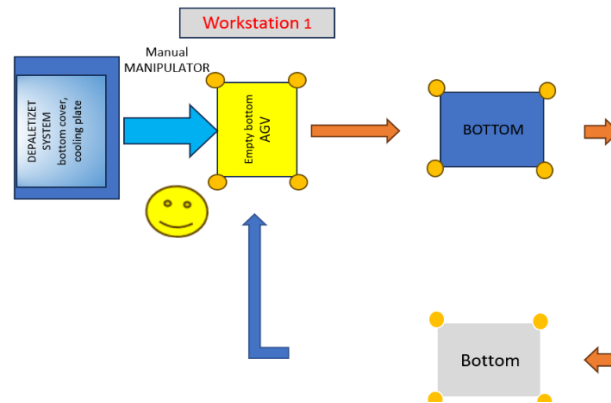 Workstation 1
Manual
MANIPULATOR
DEPALETIZET
SYSTEM
bottom cover,
cooling plate
Empty bottom
AGV
BOTTOM
Bottom